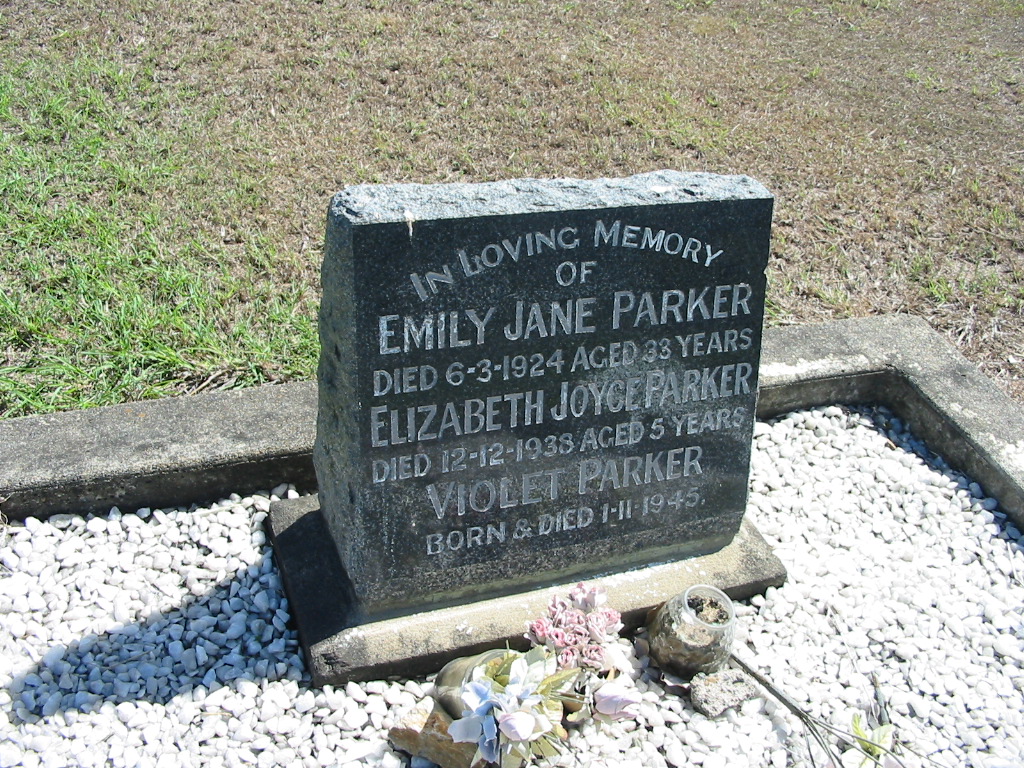 IN LOVING MEMORY
OF
EMILY JANE PARKER
DIED 6-3-1924 AGED 33 YEARS
ELIZABETH JOYCE PARKER
DIED 12-12-1938 AGED 5 YEARS
VIOLET PARKER
BORN & DIED 1-11-1945.